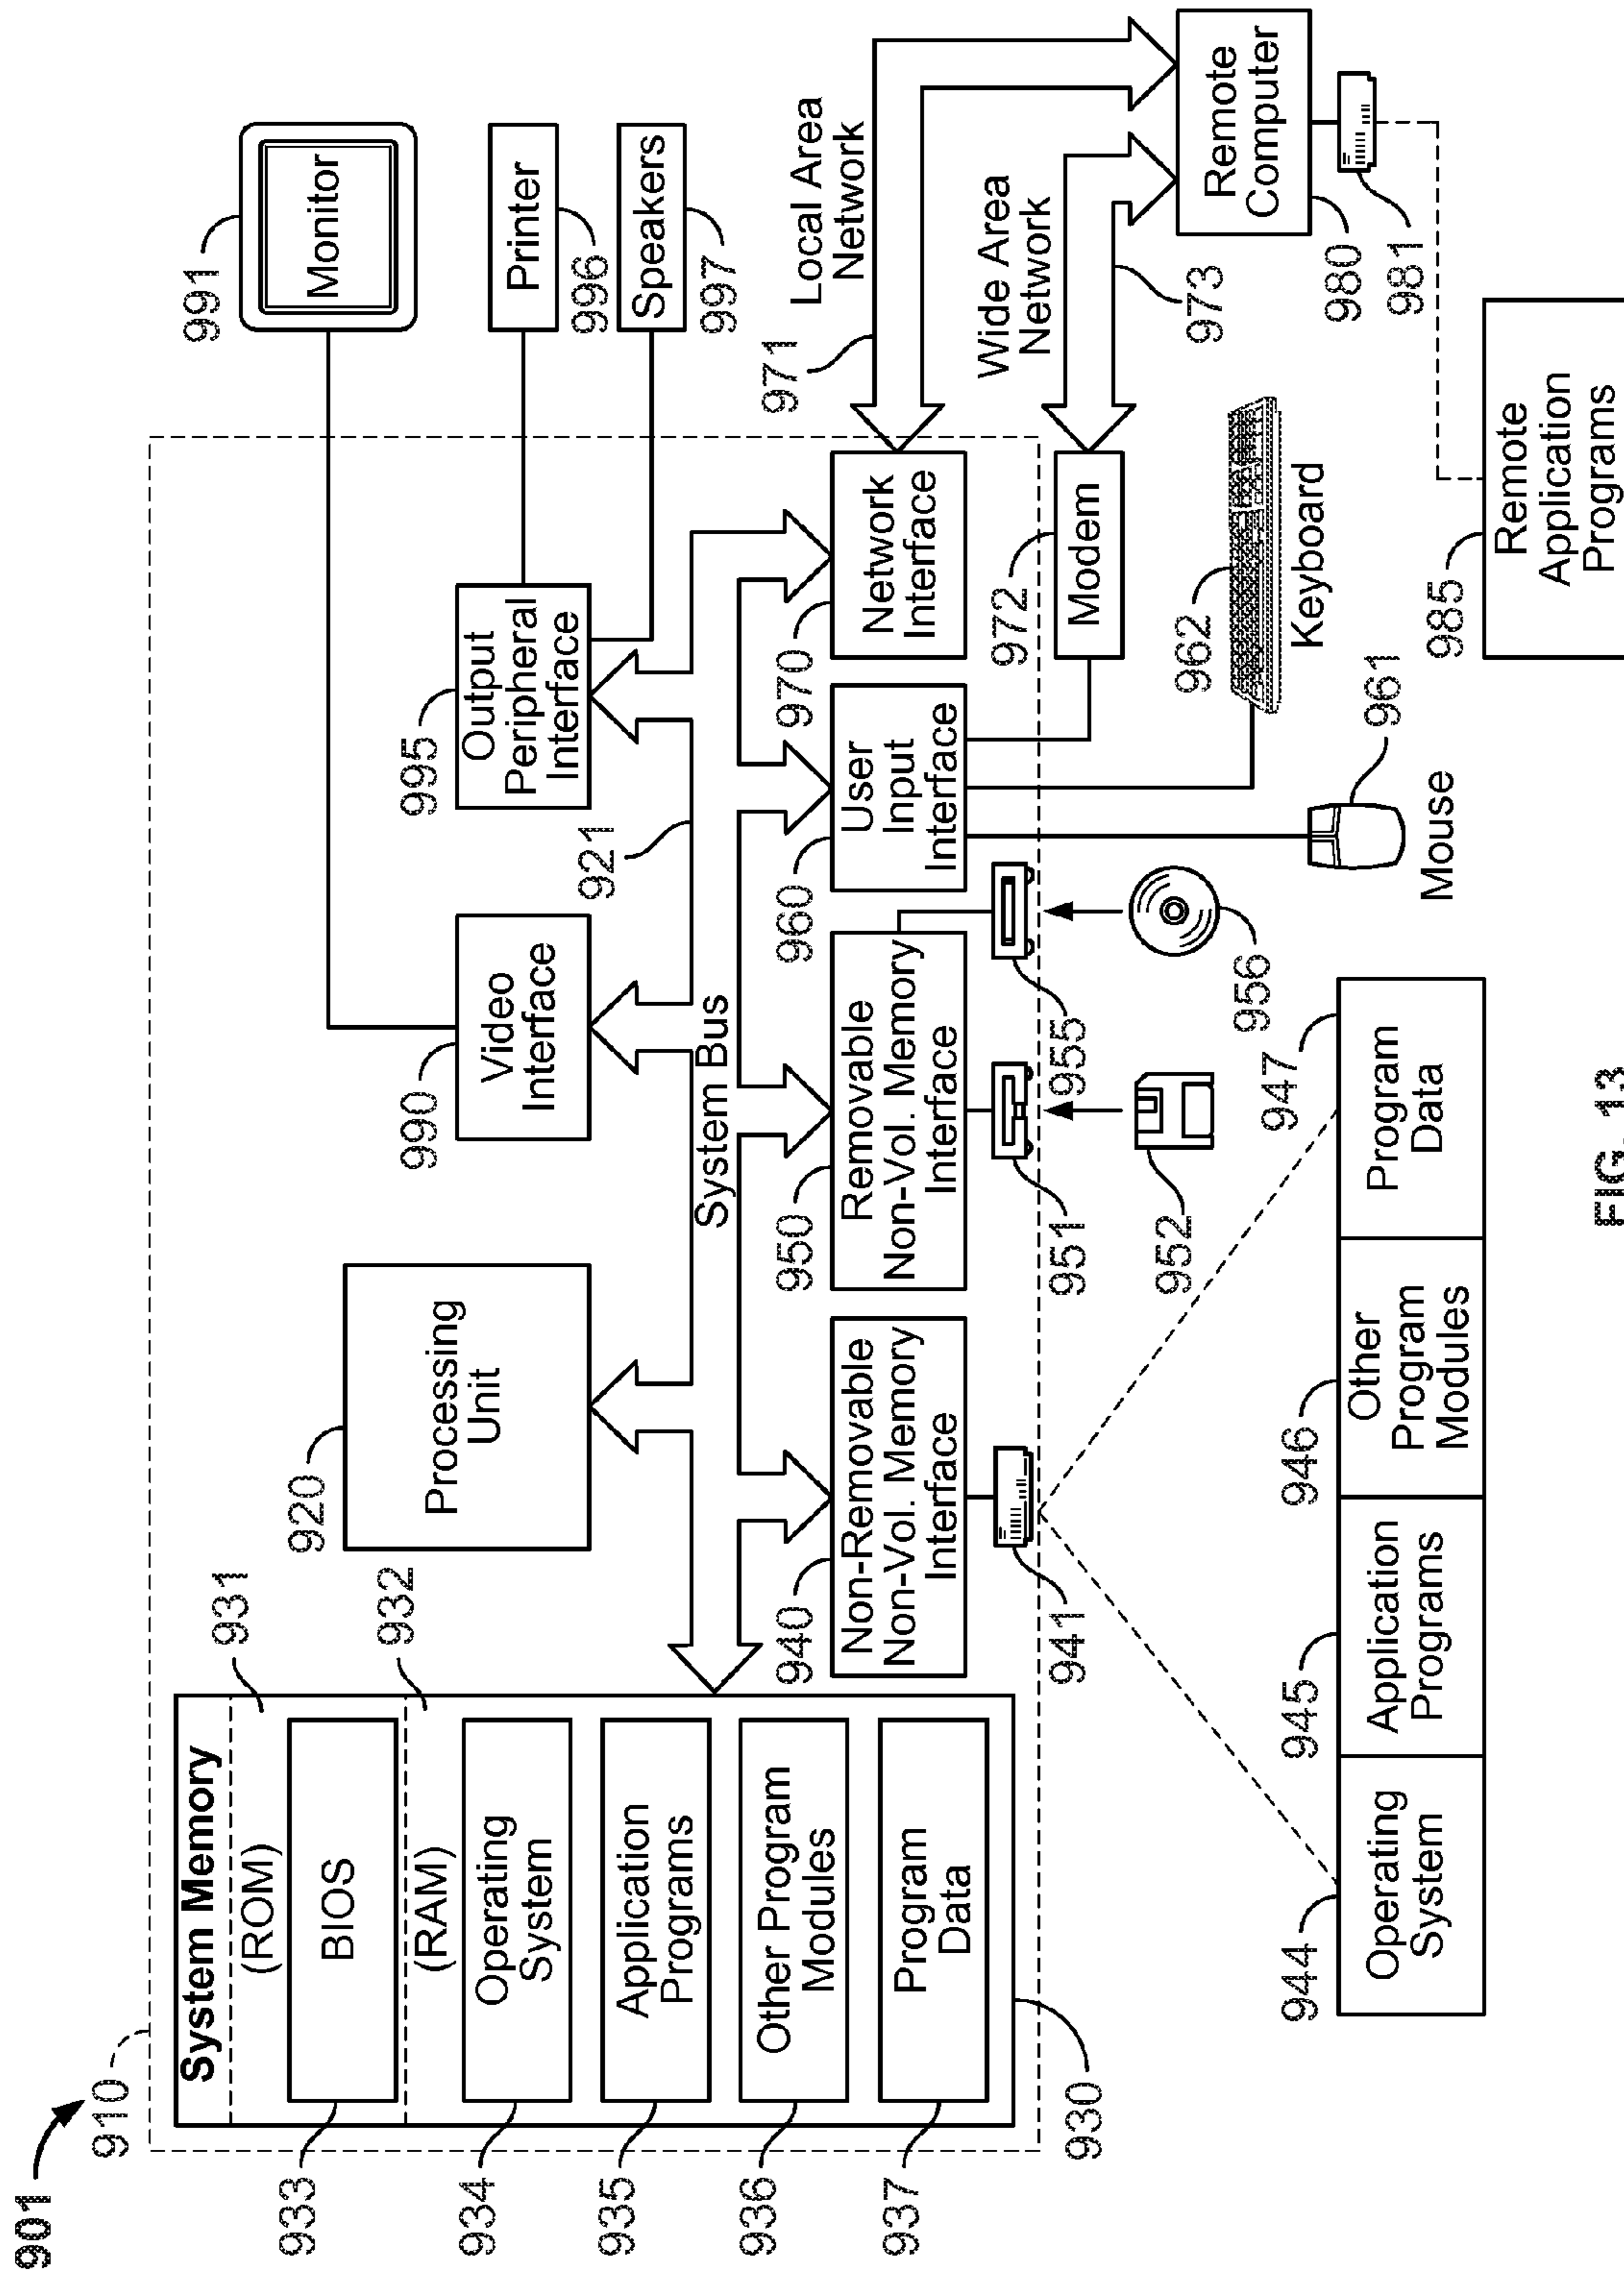 901
910
System Memory
(ROM)
931
BIOS
933
(RAM)
932
Operating
System
934
Application
Programs
935
Other Program
Modules
936
Program
Data
937
930
920
Processing
Unit
990
Video
Interface
995
Output
Peripheral
Interface
991
Monitor
Printer
996
Speakers
997
921
System Bus
940
Non-Removable
Non-Vol. Memory
Interface
950
Removable
Non-Vol. Memory
Interface
960
User
Input
Interface
970
Network
Interface
971
Local Area
Network
941
951
955
972
Modem
Wide Area
Network
973
952
956
962
Keyboard
961
Mouse
Remote
Computer
980
981
944
Operating
System
945
Application
Programs
946
Other
Program
Modules
947
Program
Data
985
Remote
Application
Programs
FIG. 13